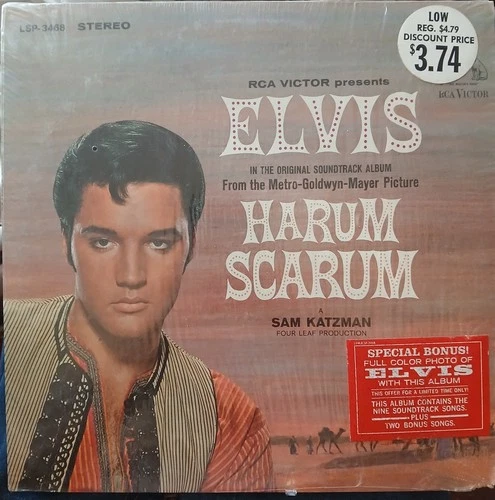 LSP-3468 STEREO
LOW
REG. $4.79
DISCOUNT PRICE
$3.74
RCA VICTOR
RCA VICTOR presents
ELVIS
IN THE ORIGINAL SOUNDTRACK ALBUM
From the Metro-Goldwyn-Mayer Picture
HARUM
SCARUM
A
SAM KATZMAN
FOUR LEAF PRODUCTION
SPECIAL BONUS!
FULL COLOR PHOTO OF
ELVIS
WITH THIS ALBUM
THIS OFFER FOR A LIMITED TIME ONLY!
THIS ALBUM CONTAINS THE
NINE SOUNDTRACK SONGS.
PLUS
TWO BONUS SONGS.